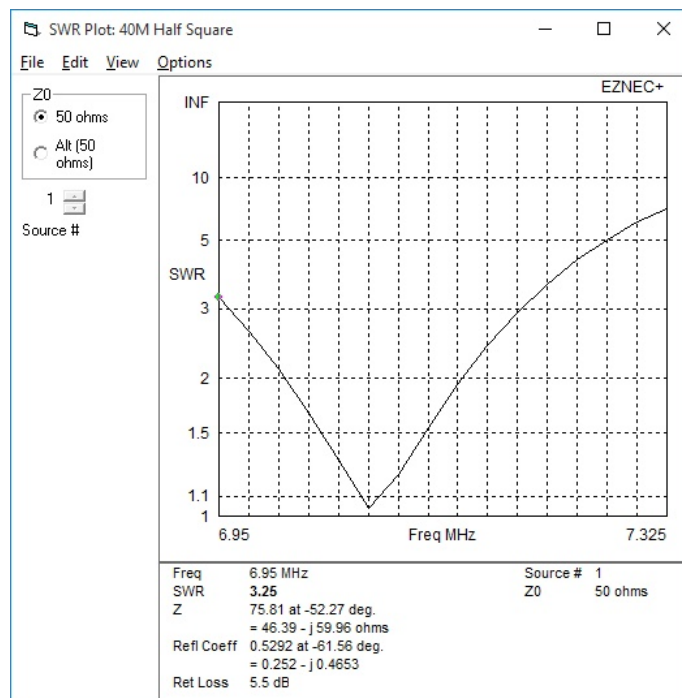 SWR Plot: 40M Half Square
File Edit View Options
Z0
50 ohms
Alt (50
ohms)
1
Source #
EZNEC+
INF
10
5
SWR
3
2
1.5
1.1
1
6.95 Freq MHz 7.325
Freq 6.95 MHz Source # 1
SWR 3.25 Z0 50 ohms
Z 75.81 at -52.27 deg.
= 46.39 - j 59.96 ohms
Refl Coeff 0.5292 at -61.56 deg.
= 0.252 - j 0.4653
Ret Loss 5.5 dB